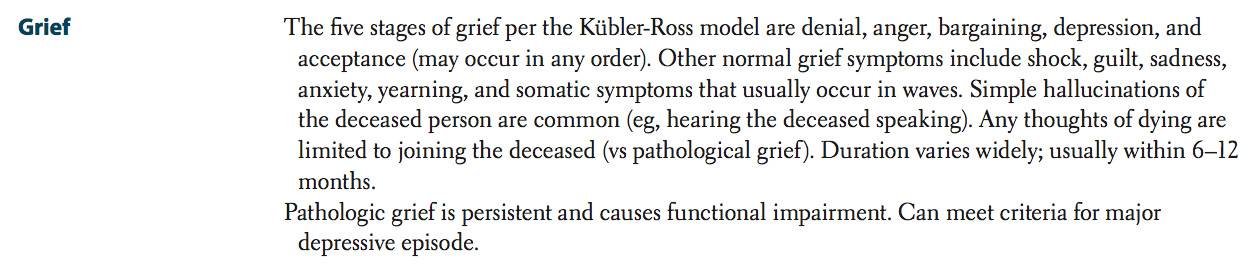 Grief
The five stages of grief per the Kübler-Ross model are denial, anger, bargaining, depression, and
acceptance (may occur in any order). Other normal grief symptoms include shock, guilt, sadness,
anxiety, yearning, and somatic symptoms that usually occur in waves. Simple hallucinations of
the deceased person are common (eg, hearing the deceased speaking). Any thoughts of dying are
limited to joining the deceased (vs pathological grief). Duration varies widely; usually within 6–12
months.
Pathologic grief is persistent and causes functional impairment. Can meet criteria for major
depressive episode.